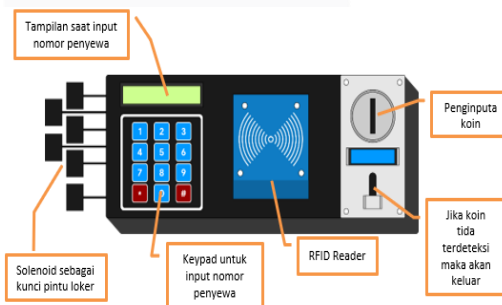 Tampilan saat input
nomor penyewa
Penginputa
koin
1 2 3
4 5 6
7 8 9
* 0 #
Solenoid sebagai
kunci pintu loker
Keypad untuk
input nomor
penyewa
RFID Reader
Jika koin
tida
terdeteksi
maka akan
keluar